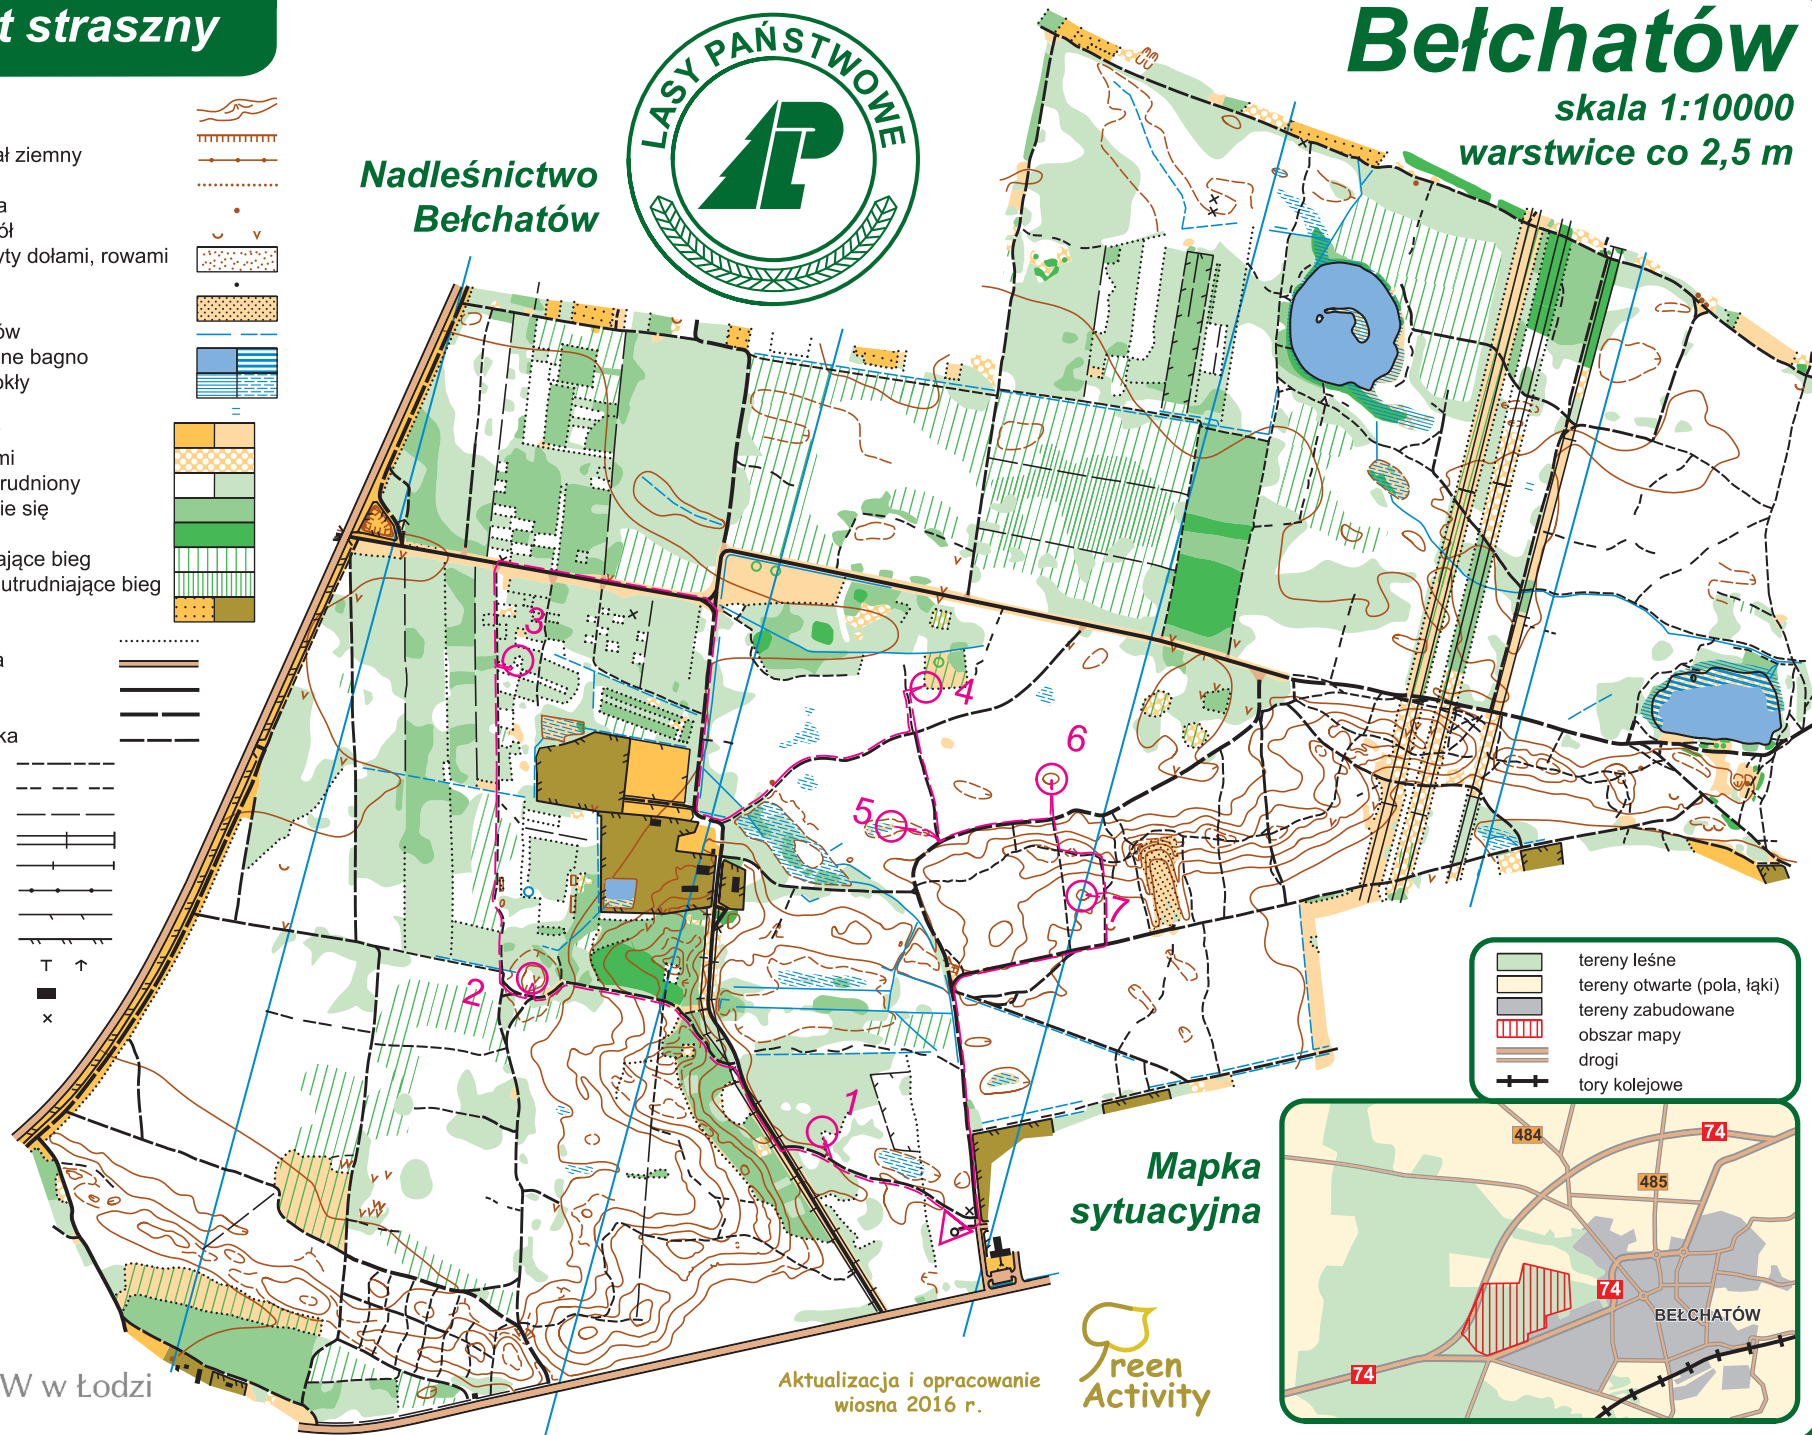 t straszny
Bełchatów
skala 1:10000
warstwice co 2,5 m
LASY PAŃSTWOWE
LP
Nadleśnictwo
Bełchatów
ał ziemny
a
ół
yty dołami, rowami
ów
ne bagno
okły
mi
rudniony
ie się
ające bieg
utrudniające bieg
a
ka
3
4
6
5
7
2
1
tereny leśne
tereny otwarte (pola, łąki)
tereny zabudowane
obszar mapy
drogi
tory kolejowe
Mapka
sytuacyjna
484
74
485
74
BEŁCHATÓW
74
W w Łodzi
Aktualizacja i opracowanie
wiosna 2016 r.
Green
Activity